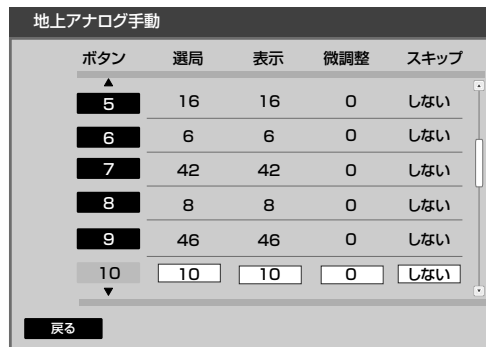 地上アナログ手動
ボタン 選局 表示 微調整 スキップ
5 16 16 0 しない
6 6 6 0 しない
7 42 42 0 しない
8 8 8 0 しない
9 46 46 0 しない
10 10 10 0 しない
戻る